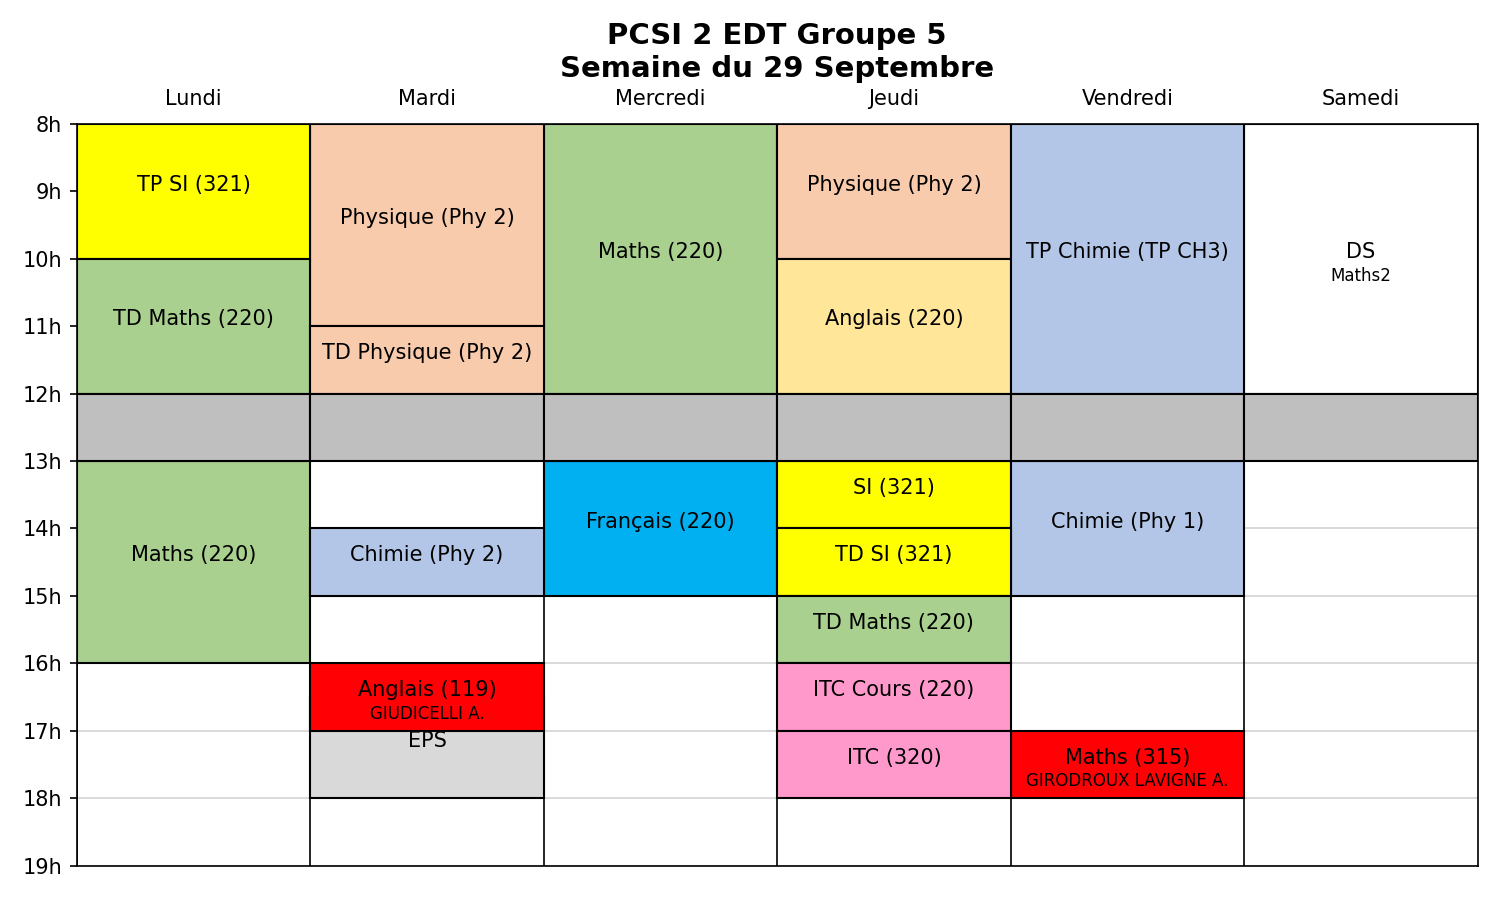 PCSI 2 EDT Groupe 5
Semaine du 29 Septembre
Lundi Mardi Mercredi Jeudi Vendredi Samedi
8h
9h
10h
11h
12h
13h
14h
15h
16h
17h
18h
19h
TP SI (321)
TD Maths (220)
Maths (220)
Physique (Phy 2)
TD Physique (Phy 2)
Chimie (Phy 2)
Anglais (119)
GIUDICELLI A.
EPS
Maths (220)
Français (220)
Physique (Phy 2)
Anglais (220)
SI (321)
TD SI (321)
TD Maths (220)
ITC Cours (220)
ITC (320)
TP Chimie (TP CH3)
Chimie (Phy 1)
Maths (315)
GIRODROUX LAVIGNE A.
DS
Maths2